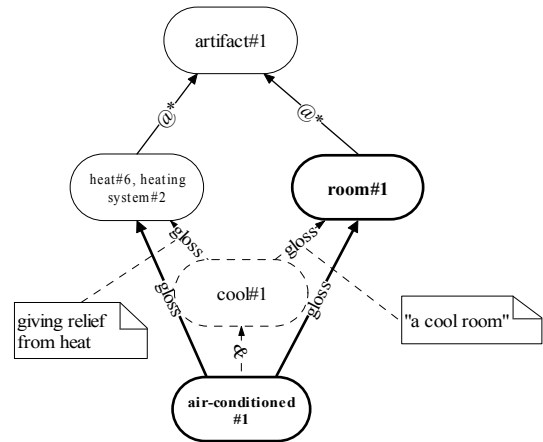 artifact#1
@*
@*
heat#6, heating
system#2
room#1
gloss
gloss
cool#1
gloss
gloss
giving relief
from heat
"a cool room"
&
air-conditioned
#1